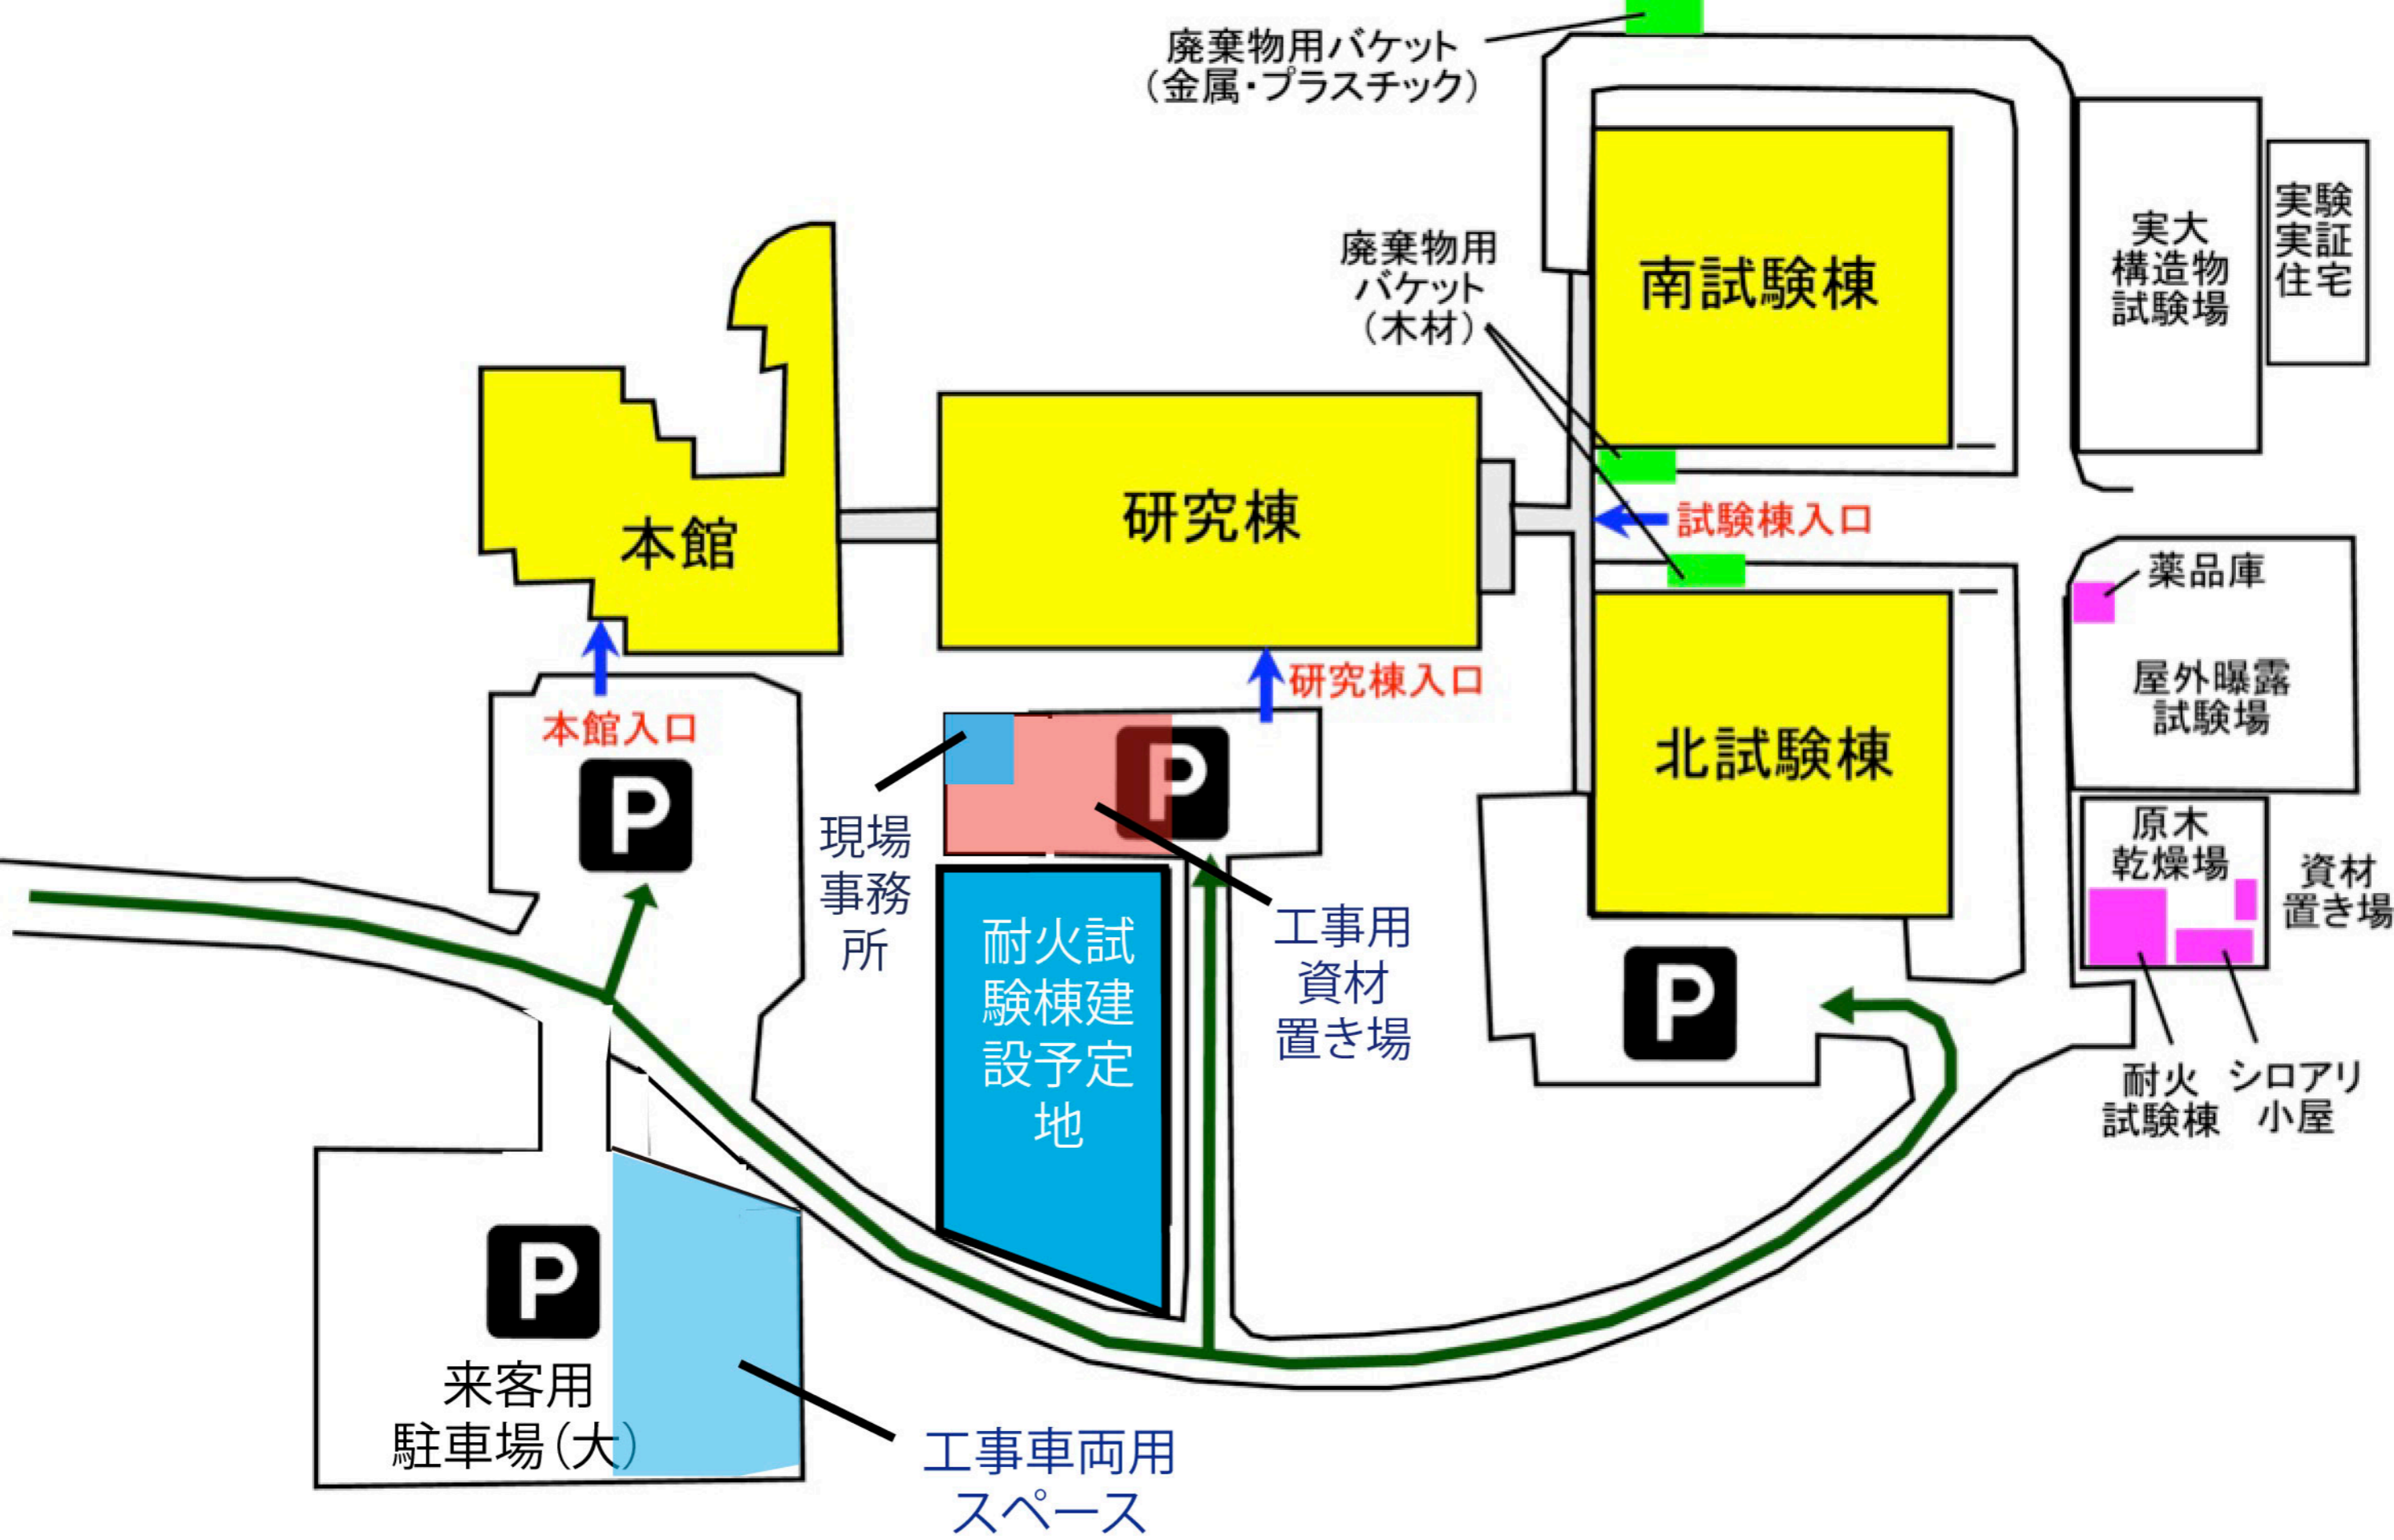 廃棄物用バケット
（金属・プラスチック）
廃棄物用
バケット
（木材）
南試験棟
実大
構造物
試験場
実験
実証
住宅
本館
研究棟
試験棟入口
薬品庫
屋外曝露
試験場
北試験棟
研究棟入口
本館入口
P
P
現場
事務
所
原木
乾燥場
資材
置き場
耐火試
験棟建
設予定
地
工事用
資材
置き場
P
耐火
試験棟
シロアリ
小屋
P
来客用
駐車場（大）
工事車両用
スペース